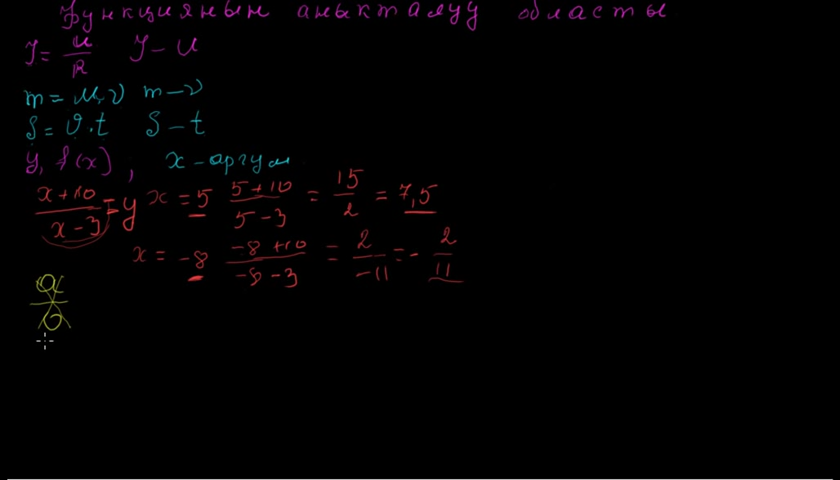 функциянын аныкталуу областы
I = u/R I – U
m = μ·ν m – ν
S = ϑ·t S – t
y, f(x), x – аргум
(x+10)/(x-3) = y x = 5 (5+10)/(5-3) = 15/2 = 7,5
x = -8 (-8+10)/(-8-3) = 2/-11 = - 2/11
a/0